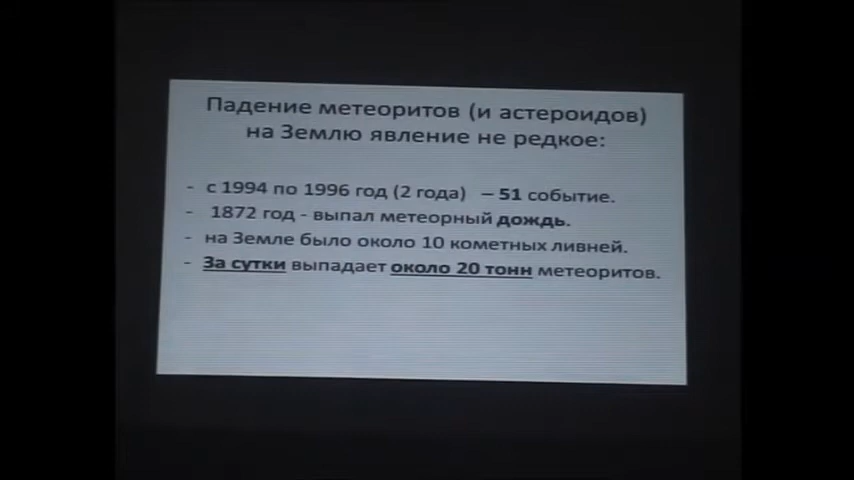 Падение метеоритов (и астероидов)
на Землю явление не редкое:
- с 1994 по 1996 год (2 года) – 51 событие.
- 1872 год - выпал метеорный дождь.
- на Земле было около 10 кометных ливней.
- За сутки выпадает около 20 тонн метеоритов.